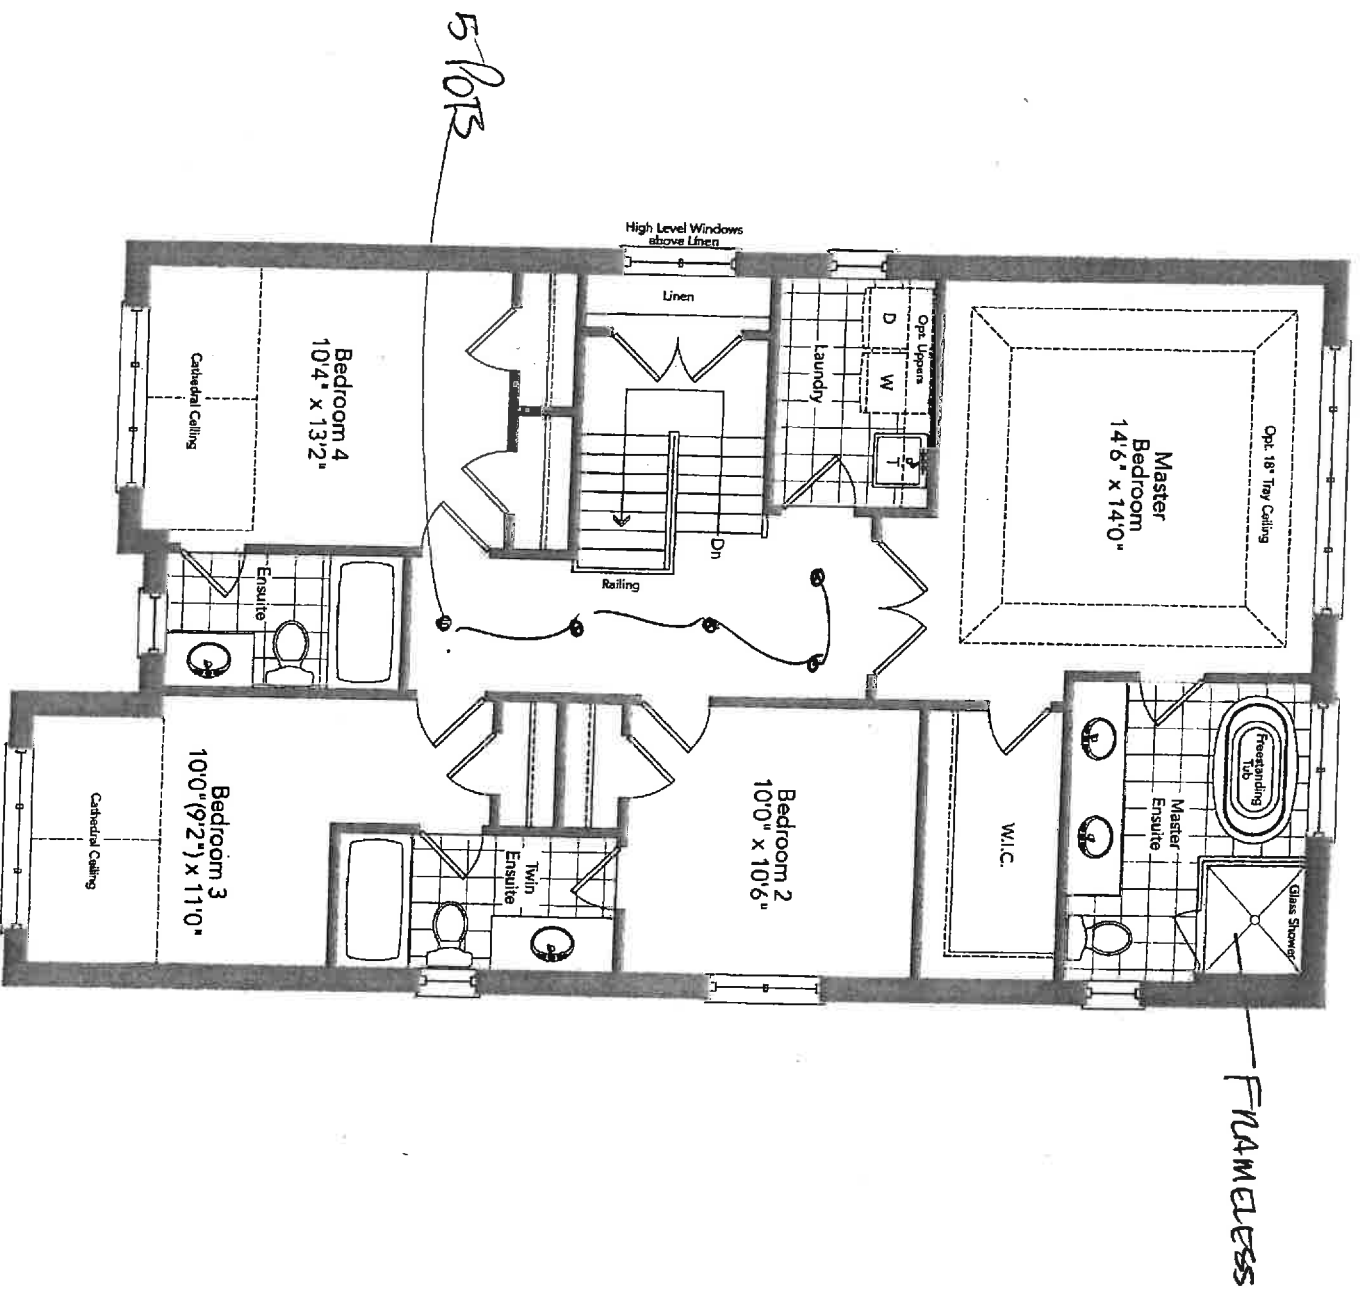 5 POTS
High Level Windows
above Linen
Linen
Opt. Uppers
D
W
T
Laundry
Opt. 18" Tray Ceiling
Master
Bedroom
14'6" x 14'0"
Bedroom 4
10'4" x 13'2"
Cathedral Ceiling
Dn
Railing
Ensuite
Freestanding
Tub
Master
Ensuite
Glass Shower
W.I.C.
Bedroom 2
10'0" x 10'6"
Twin
Ensuite
Bedroom 3
10'0"(9'2") x 11'0"
Cathedral Ceiling
FRAMELESS